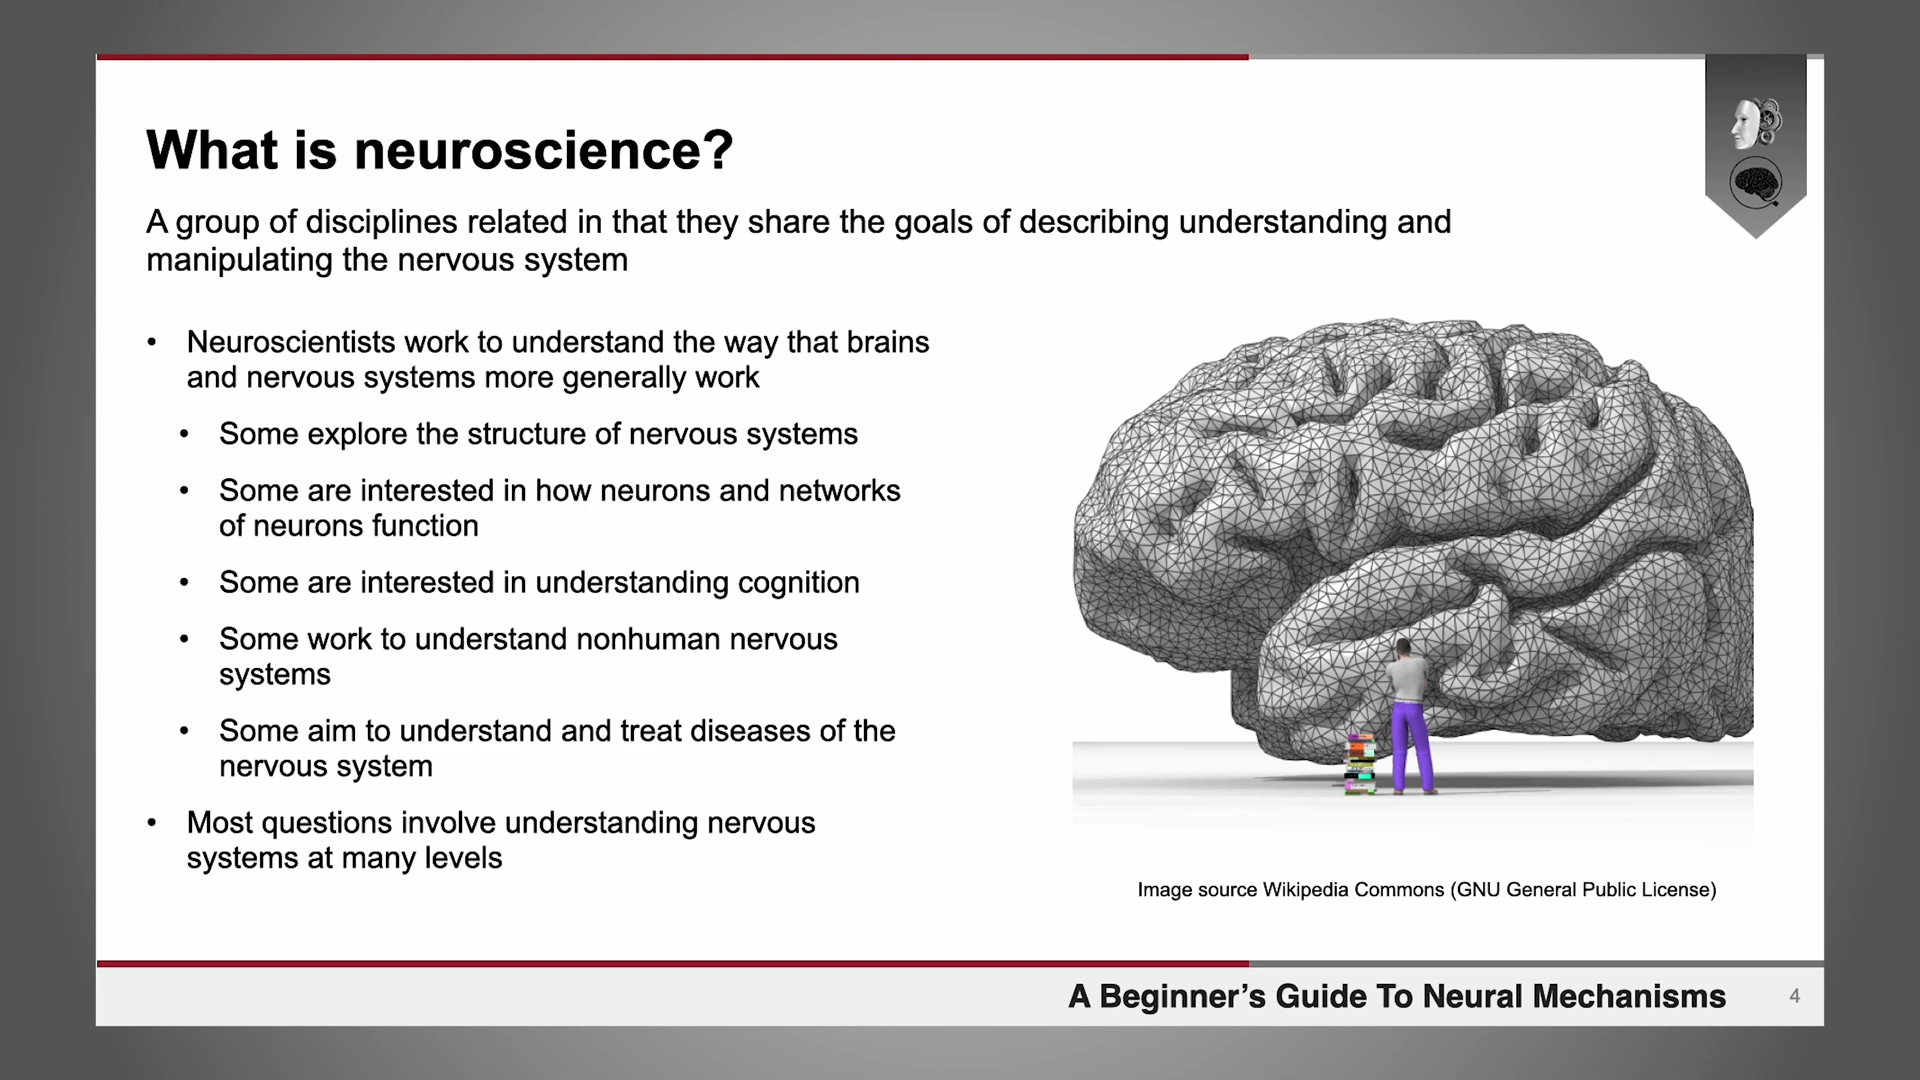 What is neuroscience?
A group of disciplines related in that they share the goals of describing understanding and
manipulating the nervous system
• Neuroscientists work to understand the way that brains
and nervous systems more generally work
• Some explore the structure of nervous systems
• Some are interested in how neurons and networks
of neurons function
• Some are interested in understanding cognition
• Some work to understand nonhuman nervous
systems
• Some aim to understand and treat diseases of the
nervous system
• Most questions involve understanding nervous
systems at many levels
Image source Wikipedia Commons (GNU General Public License)
A Beginner’s Guide To Neural Mechanisms
4